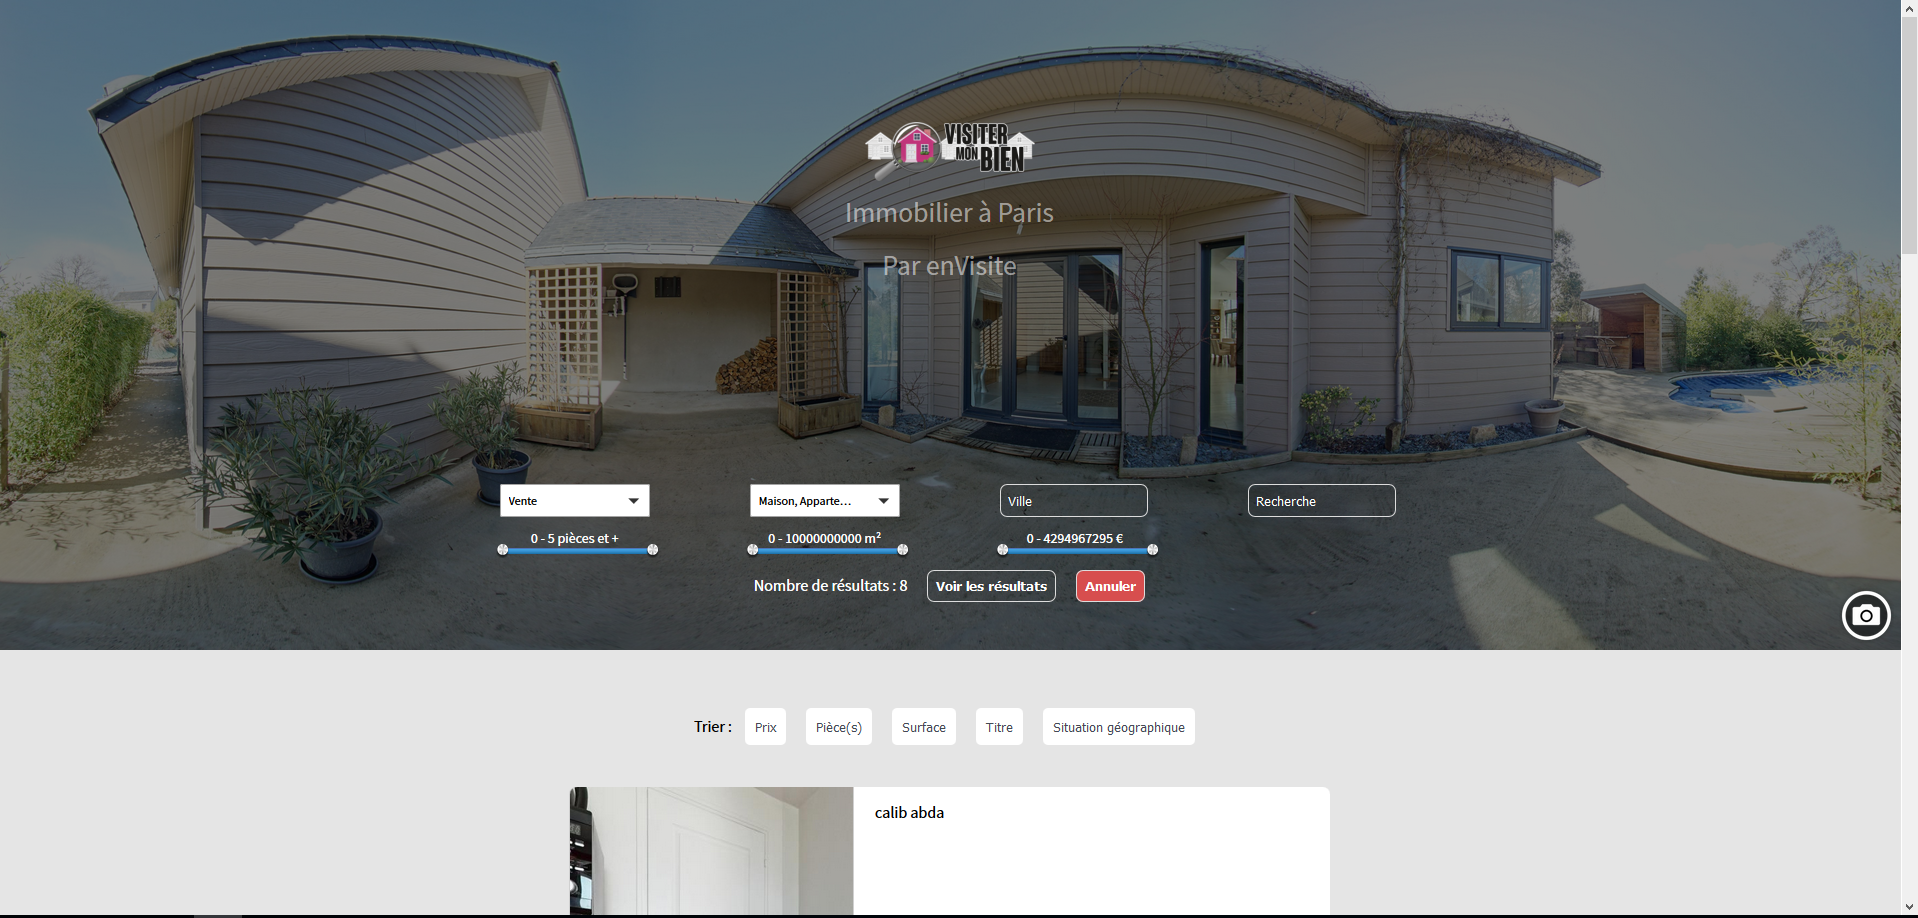 VISITER
MON BIEN
Immobilier à Paris
Par enVisite
Vente
Maison, Apparte...
Ville
Recherche
0 - 5 pièces et +
0 - 10000000000 m²
0 - 4294967295 €
Nombre de résultats : 8
Voir les résultats
Annuler
Trier :
Prix
Pièce(s)
Surface
Titre
Situation géographique
calib abda